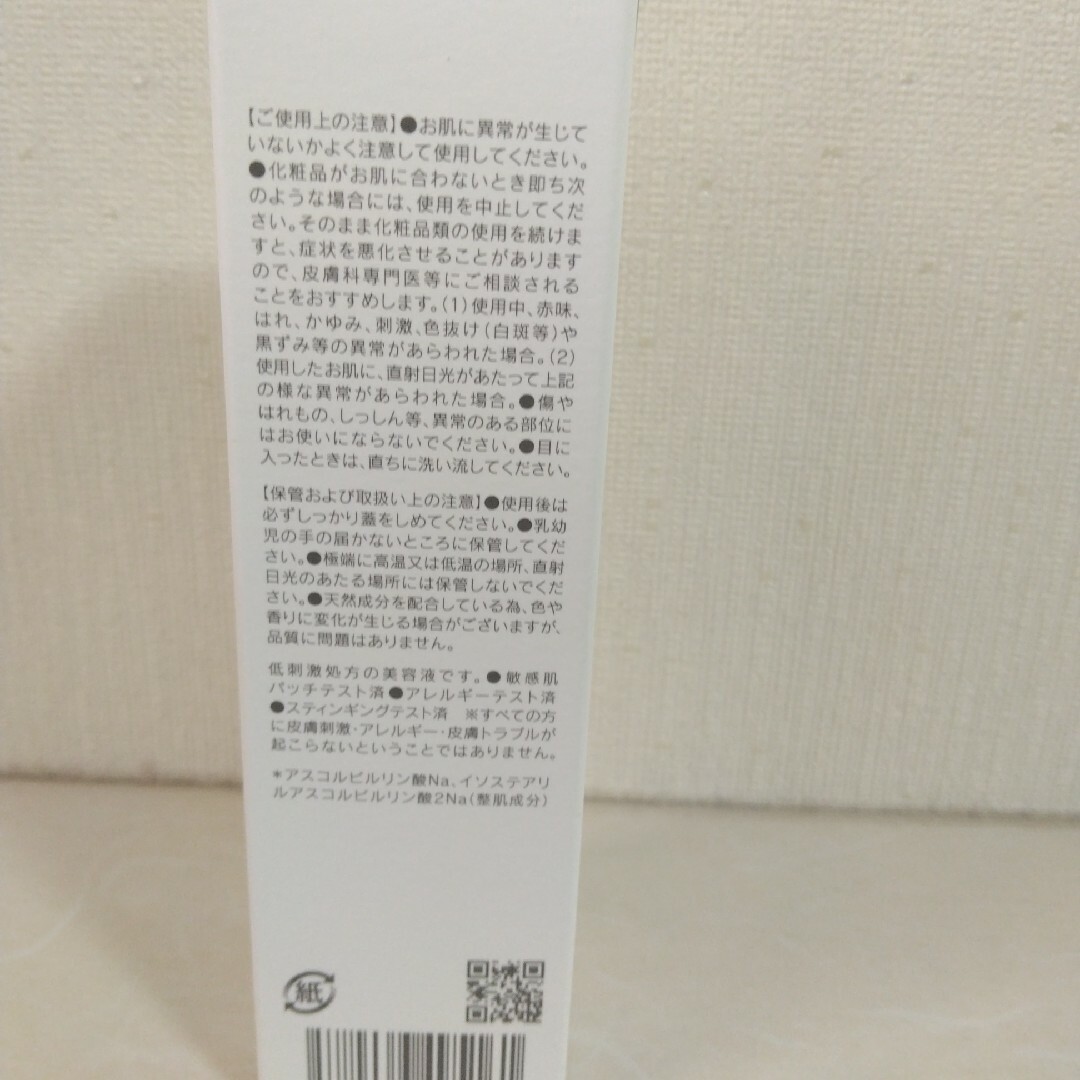 【ご使用上の注意】●お肌に異常が生じて
いないかよく注意して使用してください。
●化粧品がお肌に合わないとき即ち次
のような場合には、使用を中止してくだ
さい。そのまま化粧品類の使用を続けま
すと、症状を悪化させることがあります
ので、皮膚科専門医等にご相談される
ことをおすすめします。(1)使用中、赤味、
はれ、かゆみ、刺激、色抜け(白斑等)や
黒ずみ等の異常があらわれた場合。(2)
使用したお肌に、直射日光があたって上記
の様な異常があらわれた場合。●傷や
はれもの、しっしん等、異常のある部位に
はお使いにならないでください。●目に
入ったときは、直ちに洗い流してください。
【保管および取扱い上の注意】●使用後は
必ずしっかり蓋をしめてください。●乳幼
児の手の届かないところに保管してくだ
さい。●極端に高温又は低温の場所、直射
日光のあたる場所には保管しないでくだ
さい。●天然成分を配合している為、色や
香りに変化が生じる場合がございますが、
品質に問題はありません。
低刺激処方の美容液です。●敏感肌
パッチテスト済●アレルギーテスト済
●スティンギングテスト済　※すべての方
に皮膚刺激・アレルギー・皮膚トラブルが
起こらないということではありません。
*アスコルビルリン酸Na、イソステアリ
ルアスコルビルリン酸2Na(整肌成分)
紙